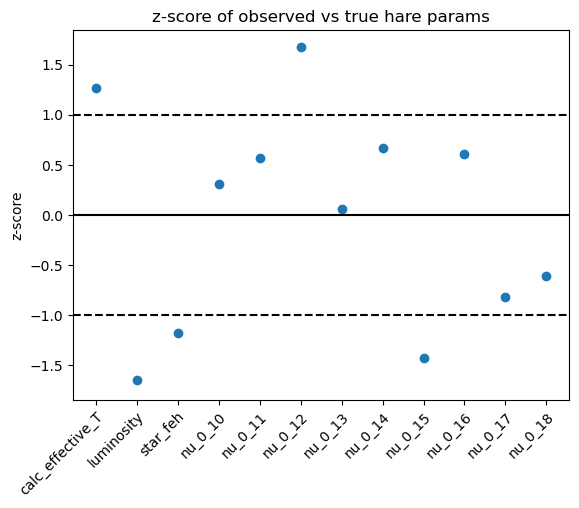 z-score of observed vs true hare params
z-score
1.5
1.0
0.5
0.0
−0.5
−1.0
−1.5
calc_effective_T
luminosity
star_feh
nu_0_10
nu_0_11
nu_0_12
nu_0_13
nu_0_14
nu_0_15
nu_0_16
nu_0_17
nu_0_18